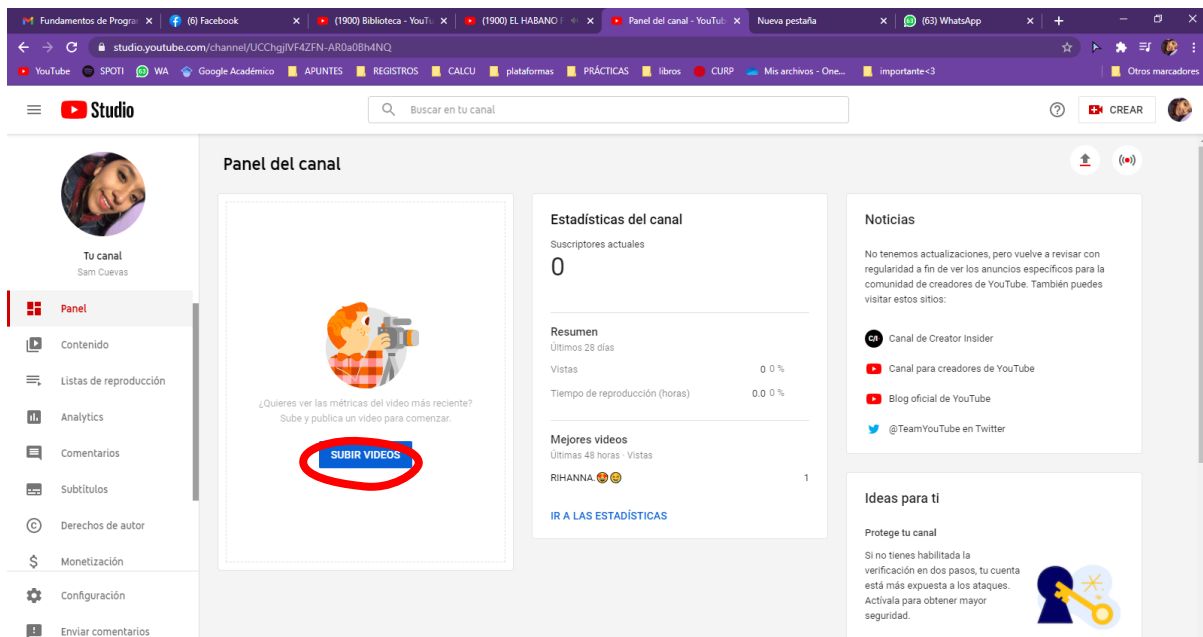 Fundamentos de Program
(6) Facebook
(1900) Biblioteca - YouTu
(1900) EL HABANO F
Panel del canal - YouTub
Nueva pestaña
(63) WhatsApp
studio.youtube.com/channel/UCChgjlVF4ZFN-AR0a0Bh4NQ
YouTube SPOTI WA Google Académico APUNTES REGISTROS CALCU plataformas PRÁCTICAS libros CURP Mis archivos - One... importante<3 Otros marcadores
Studio
Buscar en tu canal
CREAR
Tu canal
Sam Cuevas
Panel
Contenido
Listas de reproducción
Analytics
Comentarios
Subtítulos
Derechos de autor
Monetización
Configuración
Enviar comentarios
Panel del canal
¿Quieres ver las métricas del video más reciente?
Sube y publica un video para comenzar.
SUBIR VIDEOS
Estadísticas del canal
Suscriptores actuales
0
Resumen
Últimos 28 días
Vistas 0 0 %
Tiempo de reproducción (horas) 0.0 0 %
Mejores videos
Últimas 48 horas · Vistas
RIHANNA.🥰😊 1
IR A LAS ESTADÍSTICAS
Noticias
No tenemos actualizaciones, pero vuelve a revisar con
regularidad a fin de ver los anuncios específicos para la
comunidad de creadores de YouTube. También puedes
visitar estos sitios:
C/I Canal de Creator Insider
Canal para creadores de YouTube
Blog oficial de YouTube
@TeamYouTube en Twitter
Ideas para ti
Protege tu canal
Si no tienes habilitada la
verificación en dos pasos, tu cuenta
está más expuesta a los ataques.
Actívala para obtener mayor
seguridad.